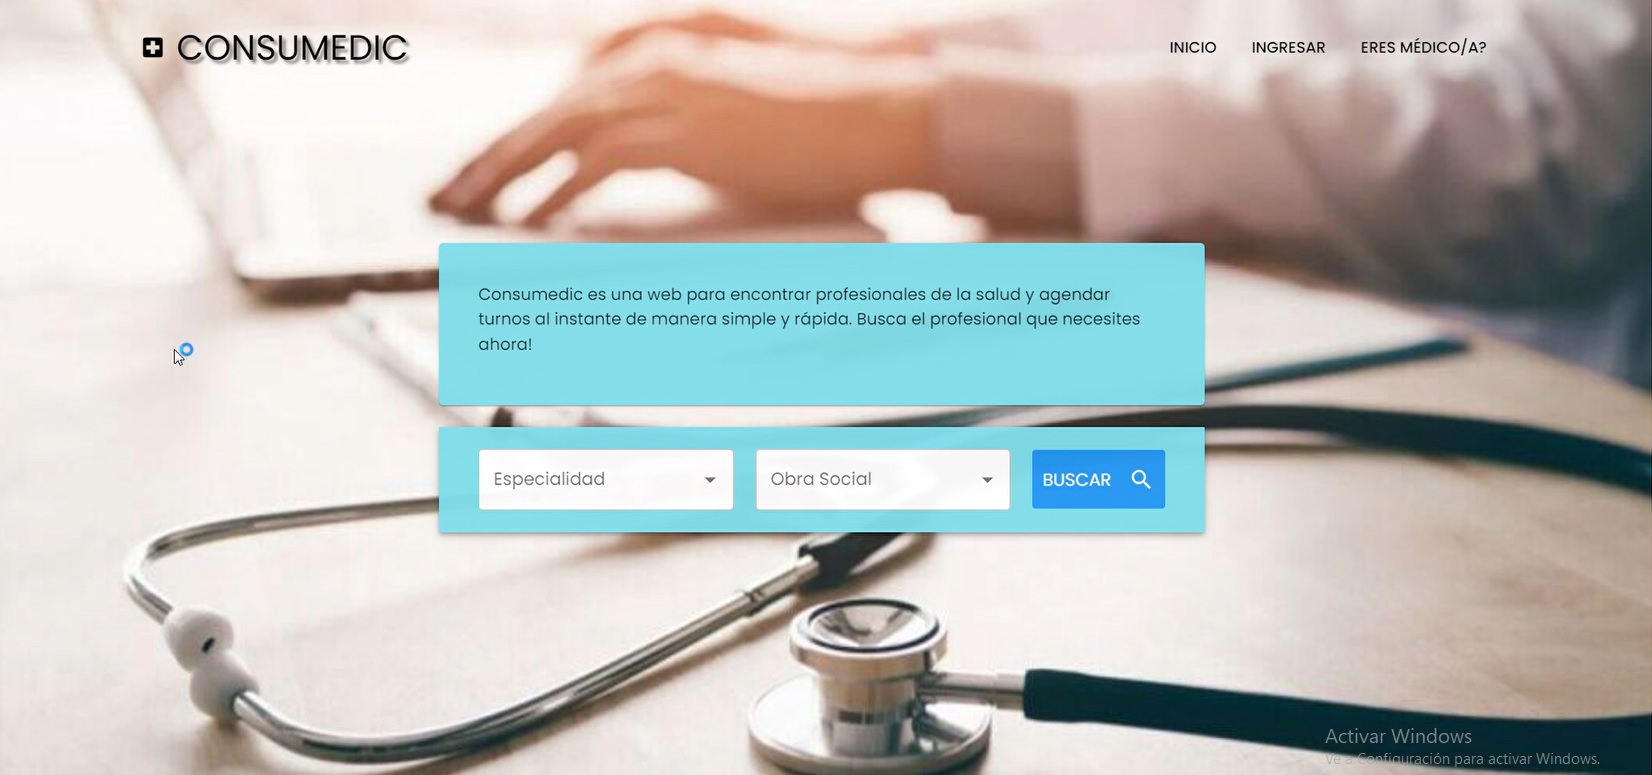 CONSUMEDIC
INICIO INGRESAR ERES MÉDICO/A?
Consumedic es una web para encontrar profesionales de la salud y agendar
turnos al instante de manera simple y rápida. Busca el profesional que necesites
ahora!
Especialidad Obra Social BUSCAR
Activar Windows
Ve a Configuración para activar Windows.